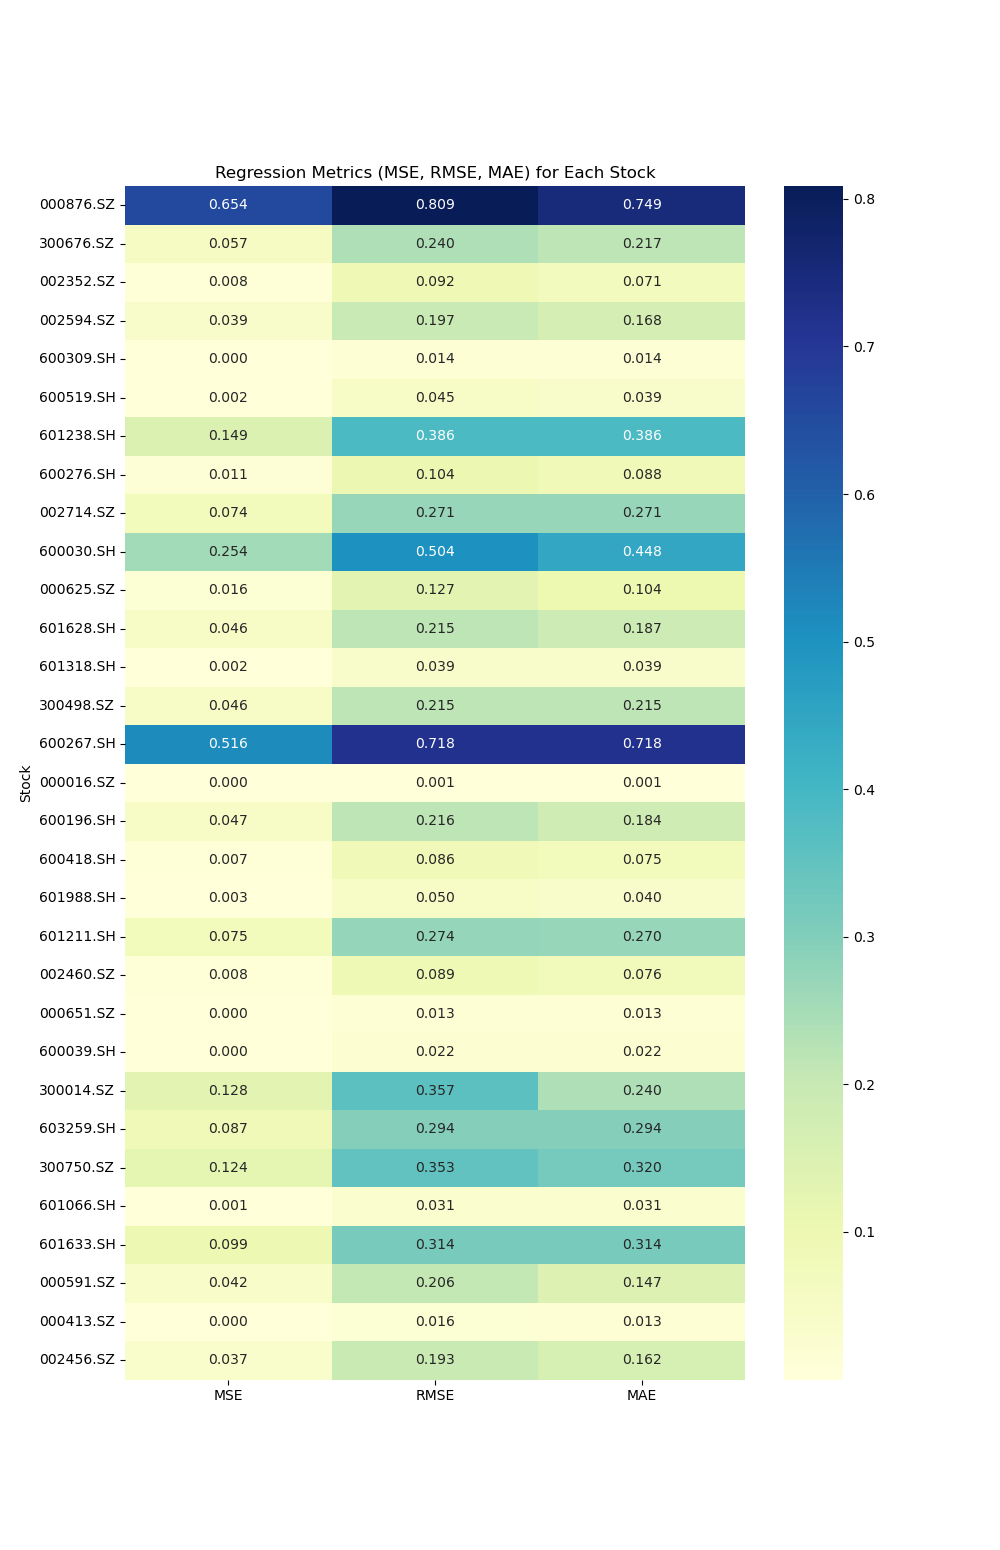 Regression Metrics (MSE, RMSE, MAE) for Each Stock
000876.SZ 0.654 0.809 0.749
300676.SZ 0.057 0.240 0.217
002352.SZ 0.008 0.092 0.071
002594.SZ 0.039 0.197 0.168
600309.SH 0.000 0.014 0.014
600519.SH 0.002 0.045 0.039
601238.SH 0.149 0.386 0.386
600276.SH 0.011 0.104 0.088
002714.SZ 0.074 0.271 0.271
600030.SH 0.254 0.504 0.448
000625.SZ 0.016 0.127 0.104
601628.SH 0.046 0.215 0.187
601318.SH 0.002 0.039 0.039
300498.SZ 0.046 0.215 0.215
600267.SH 0.516 0.718 0.718
000016.SZ 0.000 0.001 0.001
600196.SH 0.047 0.216 0.184
600418.SH 0.007 0.086 0.075
601988.SH 0.003 0.050 0.040
601211.SH 0.075 0.274 0.270
002460.SZ 0.008 0.089 0.076
000651.SZ 0.000 0.013 0.013
600039.SH 0.000 0.022 0.022
300014.SZ 0.128 0.357 0.240
603259.SH 0.087 0.294 0.294
300750.SZ 0.124 0.353 0.320
601066.SH 0.001 0.031 0.031
601633.SH 0.099 0.314 0.314
000591.SZ 0.042 0.206 0.147
000413.SZ 0.000 0.016 0.013
002456.SZ 0.037 0.193 0.162
MSE RMSE MAE
Stock
0.8
0.7
0.6
0.5
0.4
0.3
0.2
0.1